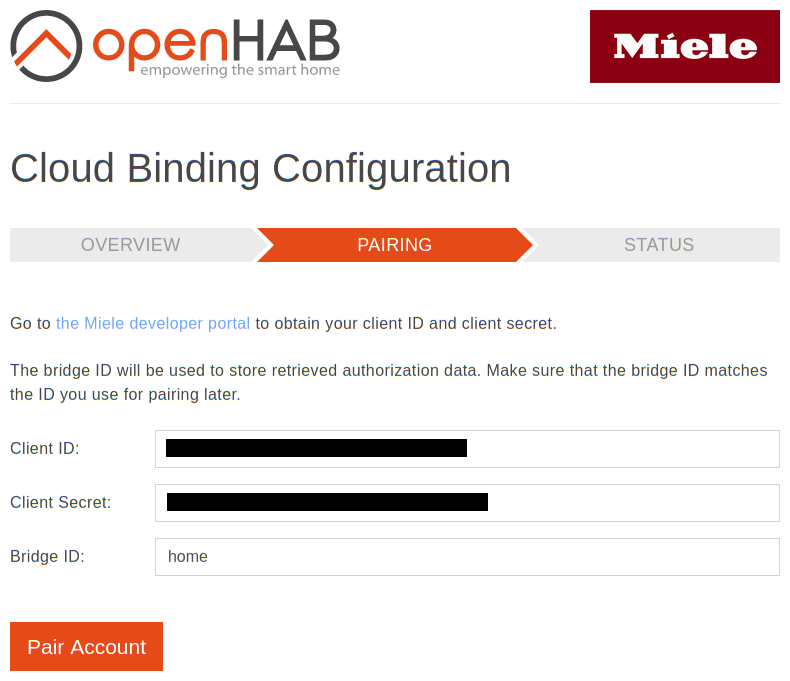 openHAB
empowering the smart home
Miele
Cloud Binding Configuration
OVERVIEW
PAIRING
STATUS
Go to the Miele developer portal to obtain your client ID and client secret.
The bridge ID will be used to store retrieved authorization data. Make sure that the bridge ID matches
the ID you use for pairing later.
Client ID:
Client Secret:
Bridge ID:
home
Pair Account